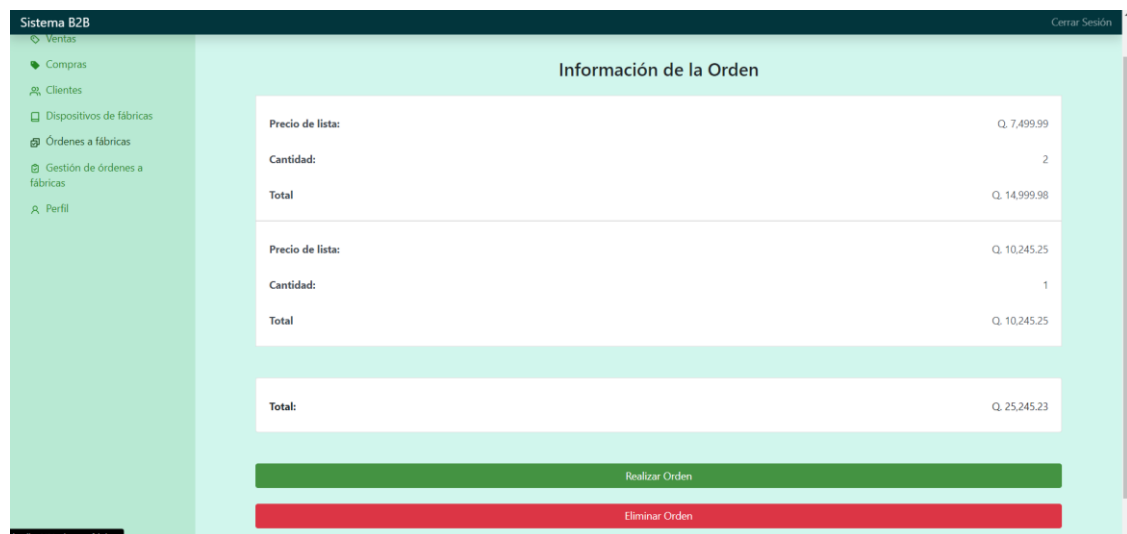 Sistema B2B
Cerrar Sesión
Ventas
Compras
Clientes
Dispositivos de fábricas
Órdenes a fábricas
Gestión de órdenes a
fábricas
Perfil
Información de la Orden
Precio de lista: Q. 7,499.99
Cantidad: 2
Total Q. 14,999.98
Precio de lista: Q. 10,245.25
Cantidad: 1
Total Q. 10,245.25
Total: Q. 25,245.23
Realizar Orden
Eliminar Orden